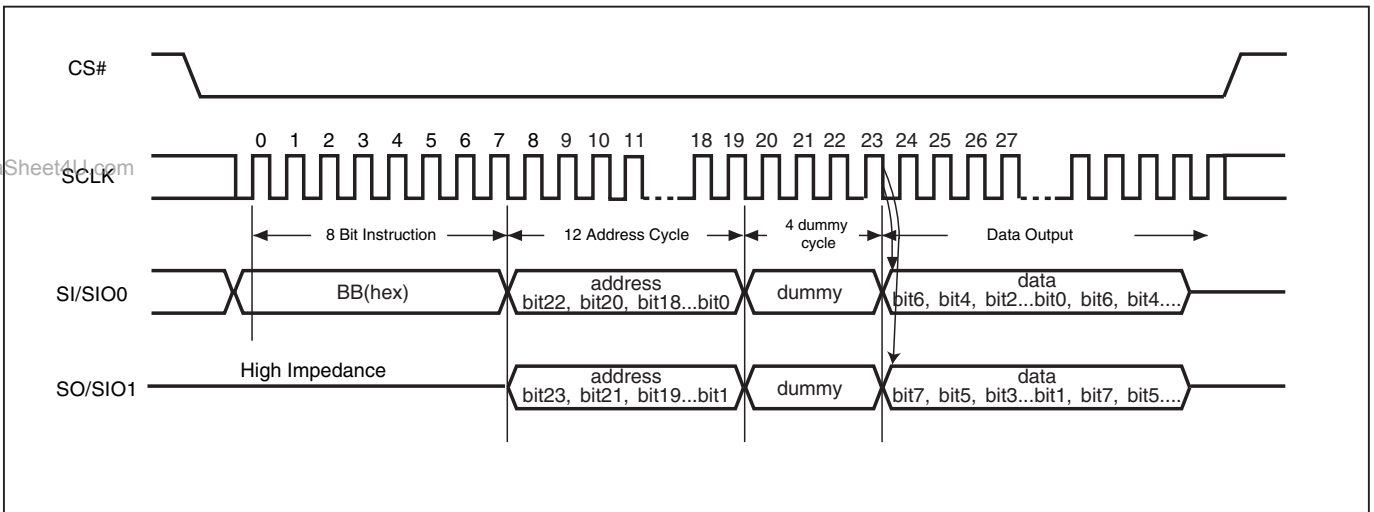 CS#
0 1 2 3 4 5 6 7 8 9 10 11 18 19 20 21 22 23 24 25 26 27
Sheet4U.com
SCLK
8 Bit Instruction
12 Address Cycle
4 dummy
cycle
Data Output
SI/SIO0
BB(hex)
address
bit22, bit20, bit18...bit0
dummy
data
bit6, bit4, bit2...bit0, bit6, bit4....
High Impedance
SO/SIO1
address
bit23, bit21, bit19...bit1
dummy
data
bit7, bit5, bit3...bit1, bit7, bit5....